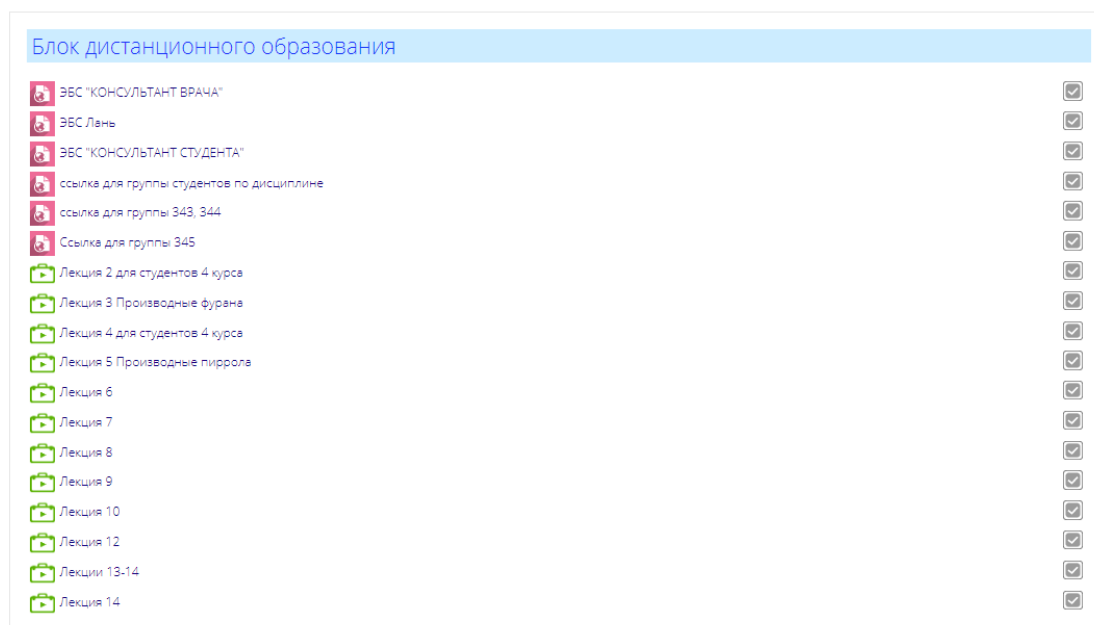 Блок дистанционного образования
ЭБС "КОНСУЛЬТАНТ ВРАЧА"
ЭБС Лань
ЭБС "КОНСУЛЬТАНТ СТУДЕНТА"
ссылка для группы студентов по дисциплине
ссылка для группы 343, 344
Ссылка для группы 345
Лекция 2 для студентов 4 курса
Лекция 3 Производные фурана
Лекция 4 для студентов 4 курса
Лекция 5 Производные пиррола
Лекция 6
Лекция 7
Лекция 8
Лекция 9
Лекция 10
Лекция 12
Лекции 13-14
Лекция 14